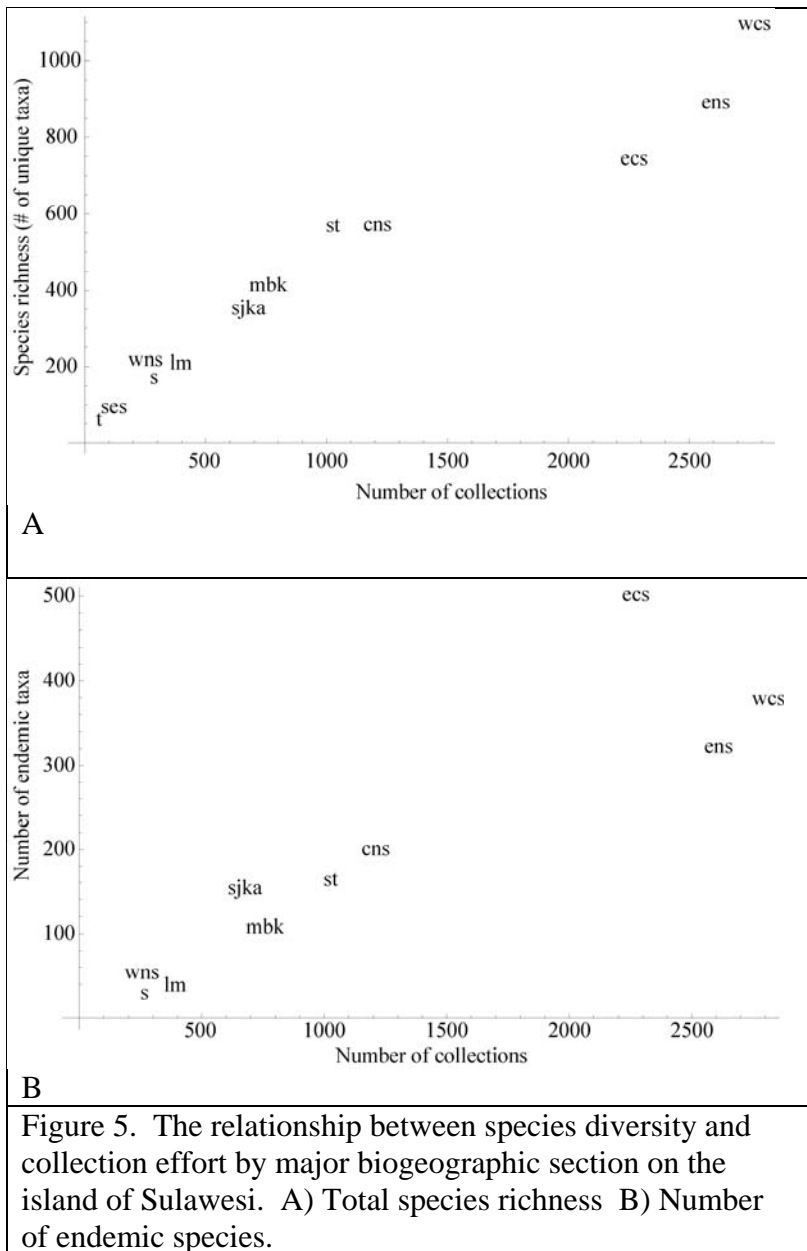 Species richness (# of unique taxa)
1000
800
600
400
200
wcs
ens
ecs
st cns
mbk
sjka
wns lm
s
ses
t
500 1000 1500 2000 2500
Number of collections
A
Number of endemic taxa
500
400
300
200
100
ecs
wcs
ens
cns
st
sjka
mbk
wns
lm
s
500 1000 1500 2000 2500
Number of collections
B
Figure 5. The relationship between species diversity and
collection effort by major biogeographic section on the
island of Sulawesi. A) Total species richness B) Number
of endemic species.